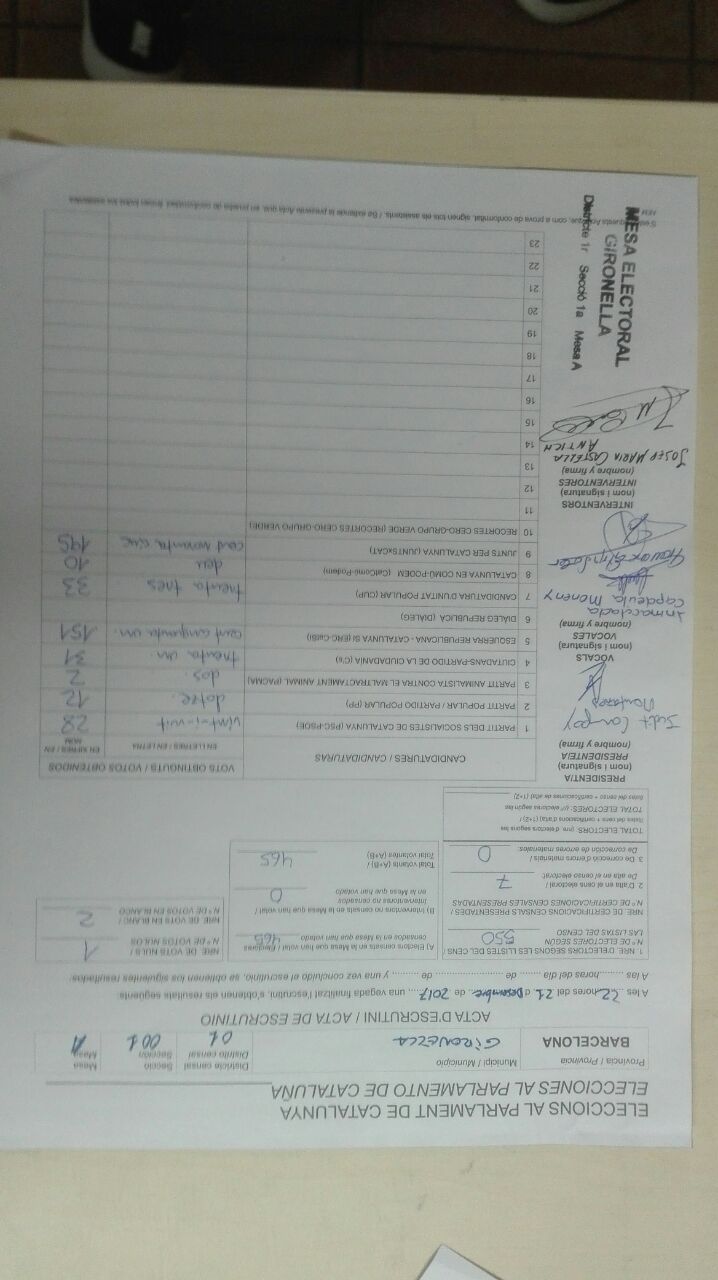 ELECCIONS AL PARLAMENT DE CATALUNYA
ELECCIONES AL PARLAMENTO DE CATALUÑA
Província / Provincia Municipi / Municipio Districte censal Secció Mesa
Distrito censal Sección Mesa
BARCELONA GIRONELLA 01 001 A
ACTA D'ESCRUTINI / ACTA DE ESCRUTINIO
A les 22 hores del 21 d Desembre de 2017, una vegada finalitzat l'escrutini, s'obtenen els resultats següents:
A las ........ horas del día ........ de ........ de ........ y una vez concluido el escrutinio, se obtienen los siguientes resultados:
1. NRE. D'ELECTORS SEGONS LES LLISTES DEL CENS /
N.º DE ELECTORES SEGÚN
LAS LISTAS DEL CENSO 550
NRE. DE CERTIFICACIONS CENSALS PRESENTADES /
N.º DE CERTIFICACIONES CENSALES PRESENTADAS
2. D'alta en el cens electoral /
De alta en el censo electoral: 7
3. De correcció d'errors materials /
De corrección de errores materiales: 0
TOTAL ELECTORS: (nre. d'electors segons les
llistes del cens + certificacions d'alta) (1+2) /
TOTAL ELECTORES: (nº electores según las
listas del censo + certificaciones de alta) (1+2)
A) Electors censats en la Mesa que han votat / Electores
censados en la Mesa que han votado 465
B) Interventors no censats en la Mesa que han votat /
Interventores no censados
en la Mesa que han votado 0
Total votants (A+B) /
Total votantes (A+B) 465
NRE. DE VOTS NULS /
N.º DE VOTOS NULOS 1
NRE. DE VOTS EN BLANC /
N.º DE VOTOS EN BLANCO 2
CANDIDATURES / CANDIDATURAS VOTS OBTINGUTS / VOTOS OBTENIDOS
EN LLETRES / EN LETRA EN XIFRES / EN NÚM.
1 PARTIT DELS SOCIALISTES DE CATALUNYA (PSC-PSOE) vint-i-vuit 28
2 PARTIT POPULAR / PARTIDO POPULAR (PP) dotze 12
3 PARTIT ANIMALISTA CONTRA EL MALTRACTAMENT ANIMAL (PACMA) dos 2
4 CIUTADANS-PARTIDO DE LA CIUDADANÍA (C's) trenta un 31
5 ESQUERRA REPUBLICANA - CATALUNYA SÍ (ERC-CatSí) cent cinquanta un 151
6 DIÀLEG REPÚBLICA (DIÀLEG)
7 CANDIDATURA D'UNITAT POPULAR (CUP) trenta tres 33
8 CATALUNYA EN COMÚ-PODEM (CatComú-Podem) deu 10
9 JUNTS PER CATALUNYA (JUNTSxCAT) cent noranta cinc 195
10 RECORTES CERO-GRUPO VERDE (RECORTES CERO-GRUPO VERDE)
11
12
13
14
15
16
17
18
19
20
21
22
23
PRESIDENT/A
(nom i signatura)
PRESIDENTE/A
(nombre y firma)
VOCALS
(nom i signatura)
VOCALES
(nombre y firma)
Inmaculada
Capdevila Moreny
INTERVENTORS
(nom i signatura)
INTERVENTORES
(nombre y firma)
JOSEP MARIA CASTELLA
ANTICH
MESA ELECTORAL
GIRONELLA
Districte 1r Secció 1a Mesa A
aquesta Acta que, com a prova de conformitat, signen tots els assistents. / Se extiende la presente Acta que, en prueba de conformidad, firman todos los asistentes